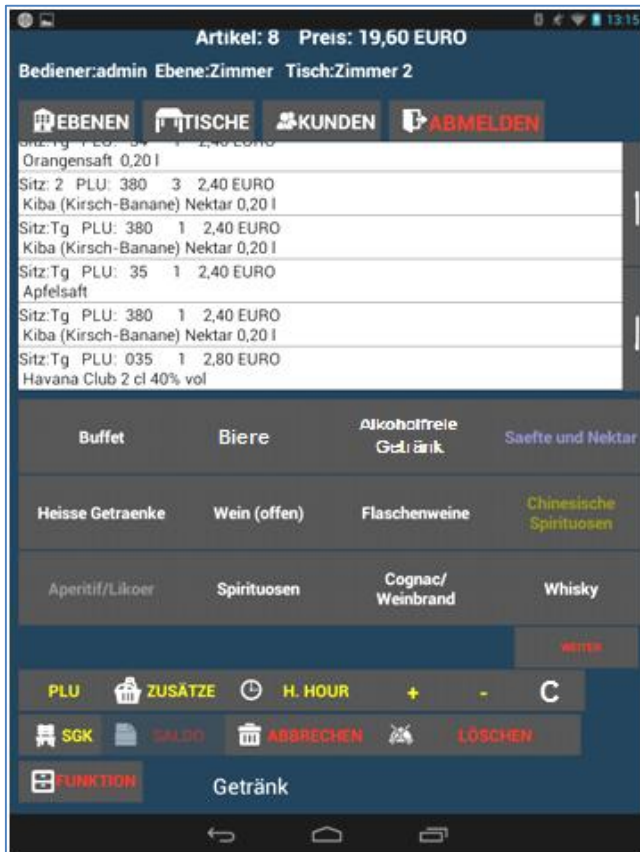 13:15
Artikel: 8 Preis: 19,60 EURO
Bediener:admin Ebene:Zimmer Tisch:Zimmer 2
EBENEN TISCHE KUNDEN ABMELDEN
Orangensaft 0,20 l
Sitz: 2 PLU: 380 3 2,40 EURO
Kiba (Kirsch-Banane) Nektar 0,20 l
Sitz:Tg PLU: 380 1 2,40 EURO
Kiba (Kirsch-Banane) Nektar 0,20 l
Sitz:Tg PLU: 35 1 2,40 EURO
Apfelsaft
Sitz:Tg PLU: 380 1 2,40 EURO
Kiba (Kirsch-Banane) Nektar 0,20 l
Sitz:Tg PLU: 035 1 2,80 EURO
Havana Club 2 cl 40% vol
Buffet
Biere
Alkoholfreie
Getränk
Saefte und Nektar
Heisse Getraenke
Wein (offen)
Flaschenweine
Chinesische
Spirituosen
Aperitif/Likoer
Spirituosen
Cognac/
Weinbrand
Whisky
WEITER
PLU ZUSÄTZE H. HOUR + - C
SGK SALDO ABBRECHEN LÖSCHEN
FUNKTION Getränk